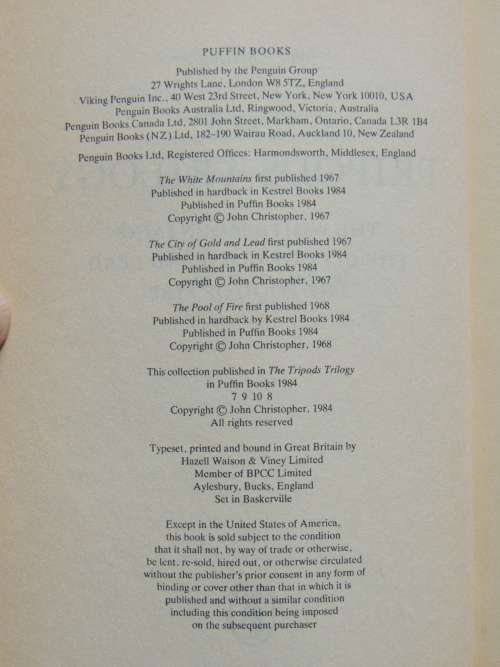 PUFFIN BOOKS
Published by the Penguin Group
27 Wrights Lane, London W8 5TZ, England
Viking Penguin Inc., 40 West 23rd Street, New York, New York 10010, USA
Penguin Books Australia Ltd, Ringwood, Victoria, Australia
Penguin Books Canada Ltd, 2801 John Street, Markham, Ontario, Canada L3R 1B4
Penguin Books (NZ) Ltd, 182–190 Wairau Road, Auckland 10, New Zealand
Penguin Books Ltd, Registered Offices: Harmondsworth, Middlesex, England
The White Mountains first published 1967
Published in hardback in Kestrel Books 1984
Published in Puffin Books 1984
Copyright © John Christopher, 1967
The City of Gold and Lead first published 1967
Published in hardback in Kestrel Books 1984
Published in Puffin Books 1984
Copyright © John Christopher, 1967
The Pool of Fire first published 1968
Published in hardback by Kestrel Books 1984
Published in Puffin Books 1984
Copyright © John Christopher, 1968
This collection published in The Tripods Trilogy
in Puffin Books 1984
7 9 10 8
Copyright © John Christopher, 1984
All rights reserved
Typeset, printed and bound in Great Britain by
Hazell Watson & Viney Limited
Member of BPCC Limited
Aylesbury, Bucks, England
Set in Baskerville
Except in the United States of America,
this book is sold subject to the condition
that it shall not, by way of trade or otherwise,
be lent, re-sold, hired out, or otherwise circulated
without the publisher's prior consent in any form of
binding or cover other than that in which it is
published and without a similar condition
including this condition being imposed
on the subsequent purchaser